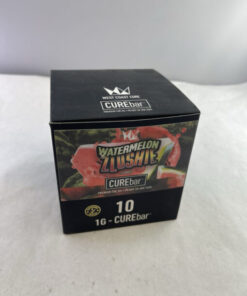 WEST COAST CURE
CUREbar
WATERMELON
ZLUSHIE
CUREbar
10
1G - CUREbar